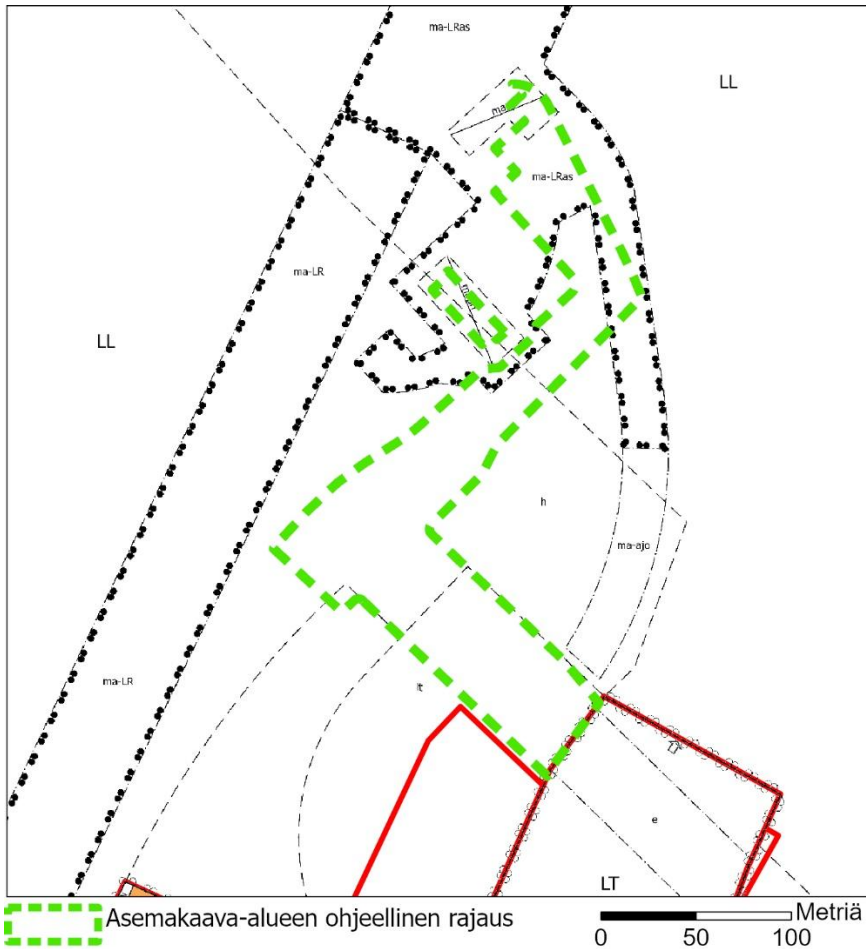 ma-LRas
LL
ma
ma-LRas
ma-LR
LL
h
ma-ajo
ma-LR
lt
e
LT
Asemakaava-alueen ohjeellinen rajaus
Metriä
0 50 100